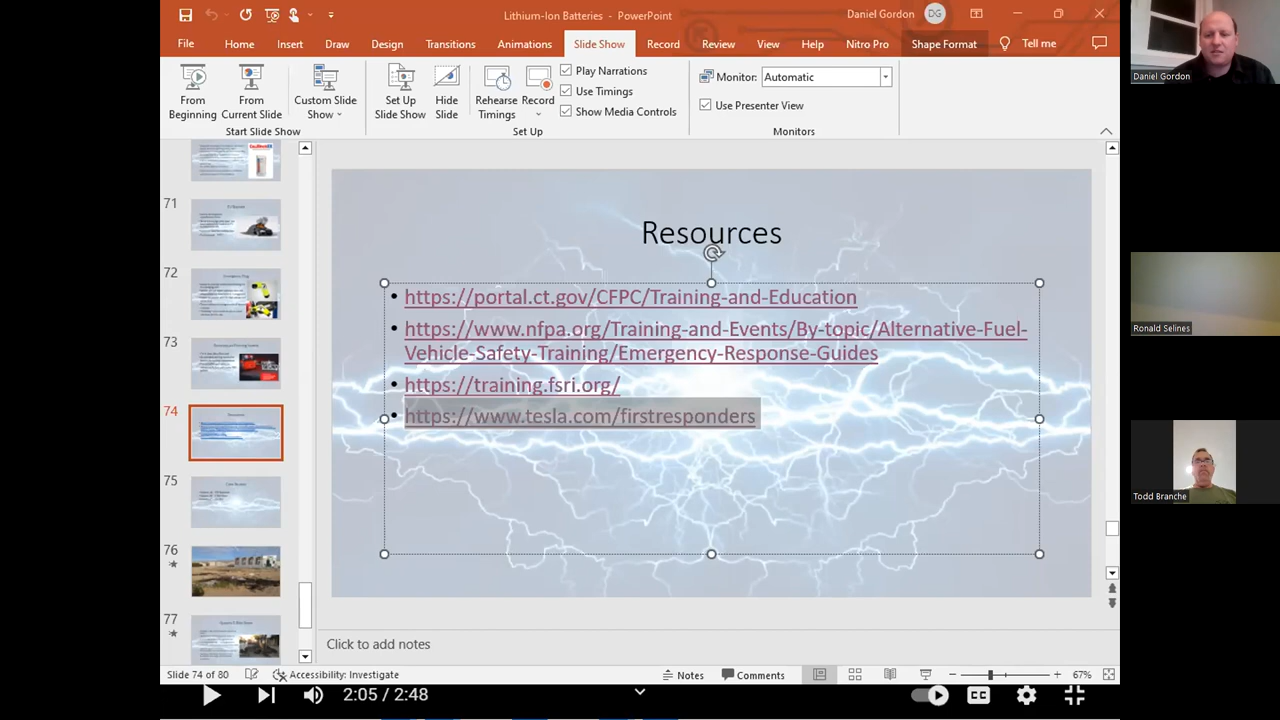 Lithium-Ion Batteries - PowerPoint
Daniel Gordon DG
File Home Insert Draw Design Transitions Animations Slide Show Record Review View Help Nitro Pro Shape Format Tell me
From Beginning
From Current Slide
Custom Slide Show
Start Slide Show
Set Up Slide Show
Hide Slide
Rehearse Timings
Record
Play Narrations
Use Timings
Show Media Controls
Set Up
Monitor: Automatic
Use Presenter View
Monitors
71
72
73
74
75
76
77
Resources
• https://portal.ct.gov/CFPC/Training-and-Education
• https://www.nfpa.org/Training-and-Events/By-topic/Alternative-Fuel-
Vehicle-Safety-Training/Emergency-Response-Guides
• https://training.fsri.org/
• https://www.tesla.com/firstresponders
Click to add notes
Slide 74 of 80 Accessibility: Investigate Notes Comments 67%
2:05 / 2:48
CC
Daniel Gordon
Ronald Selines
Todd Branche